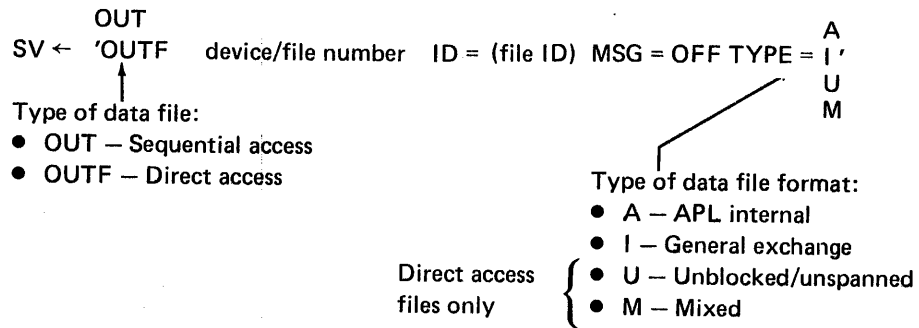 OUT
SV ← 'OUTF device/file number ID = (file ID) MSG = OFF TYPE = I '
A
U
M
Type of data file:
● OUT — Sequential access
● OUTF — Direct access
Type of data file format:
● A — APL internal
● I — General exchange
Direct access files only
● U — Unblocked/unspanned
● M — Mixed